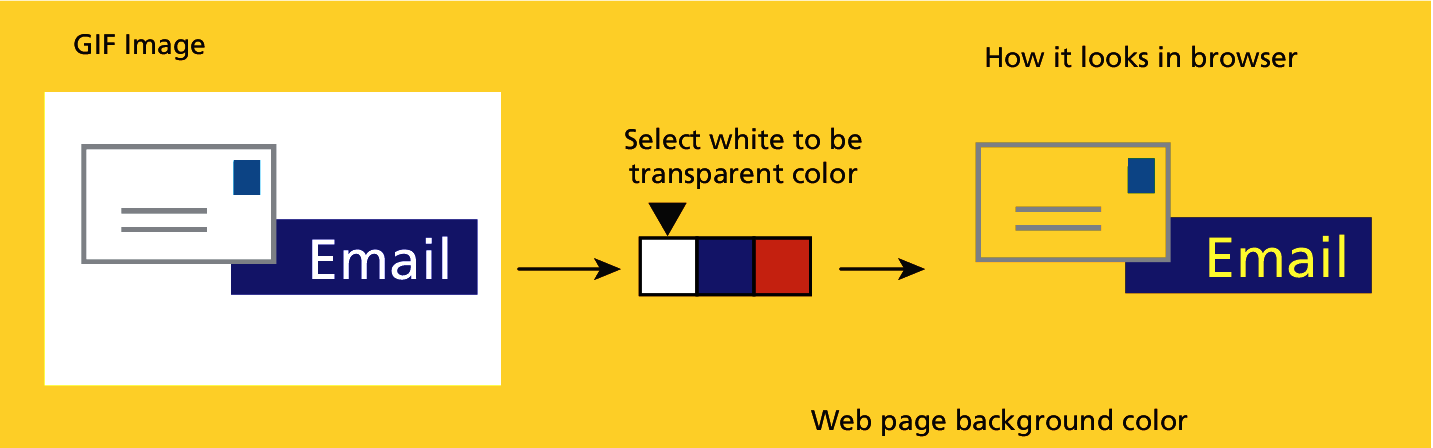 GIF Image
How it looks in browser
Select white to be
transparent color
Email
Email
Web page background color